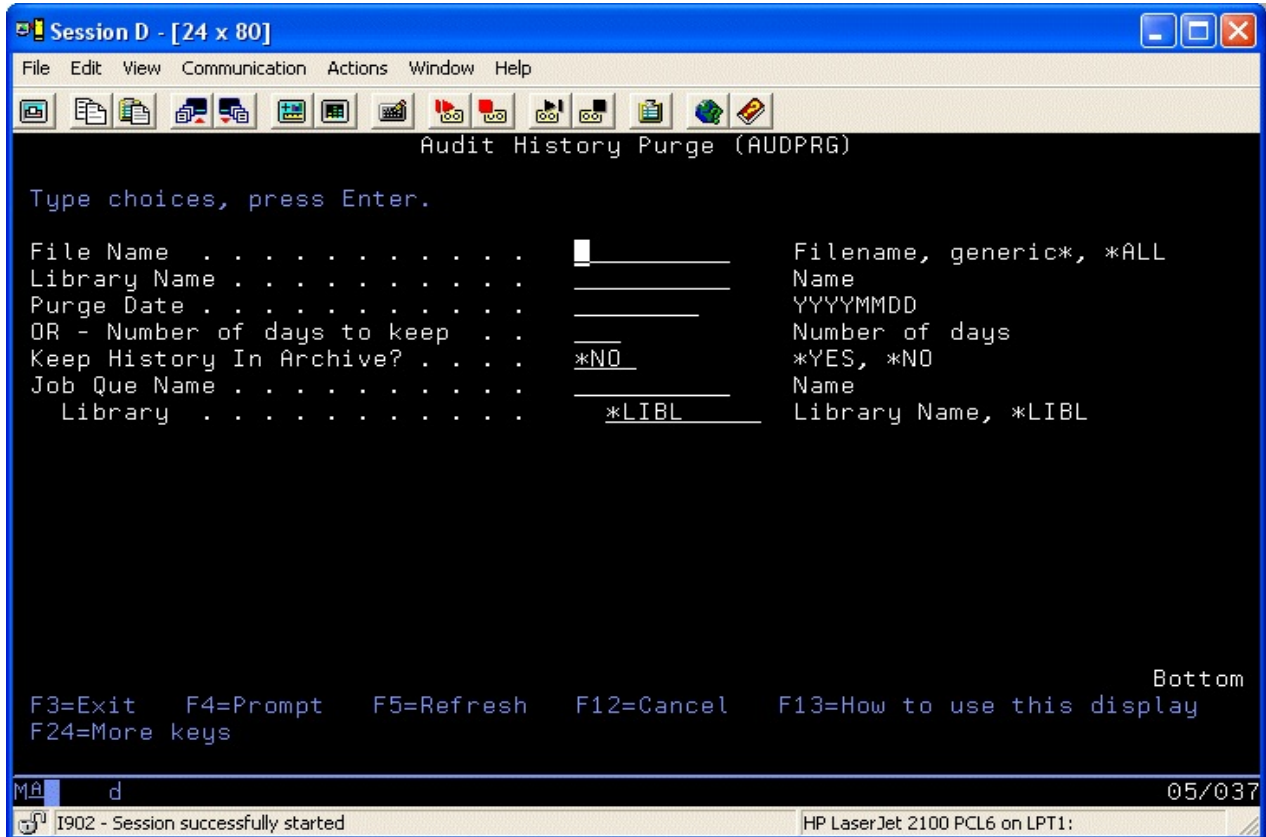 Session D - [24 x 80]
File Edit View Communication Actions Window Help
Audit History Purge (AUDPRG)
Type choices, press Enter.
File Name . . . . . . . . . . . Filename, generic*, *ALL
Library Name . . . . . . . . . . Name
Purge Date . . . . . . . . . . . YYYYMMDD
OR - Number of days to keep . . Number of days
Keep History In Archive? . . . . *NO *YES, *NO
Job Que Name . . . . . . . . . . Name
Library . . . . . . . . . . . *LIBL Library Name, *LIBL
Bottom
F3=Exit F4=Prompt F5=Refresh F12=Cancel F13=How to use this display
F24=More keys
MA d 05/037
I902 - Session successfully started HP LaserJet 2100 PCL6 on LPT1: